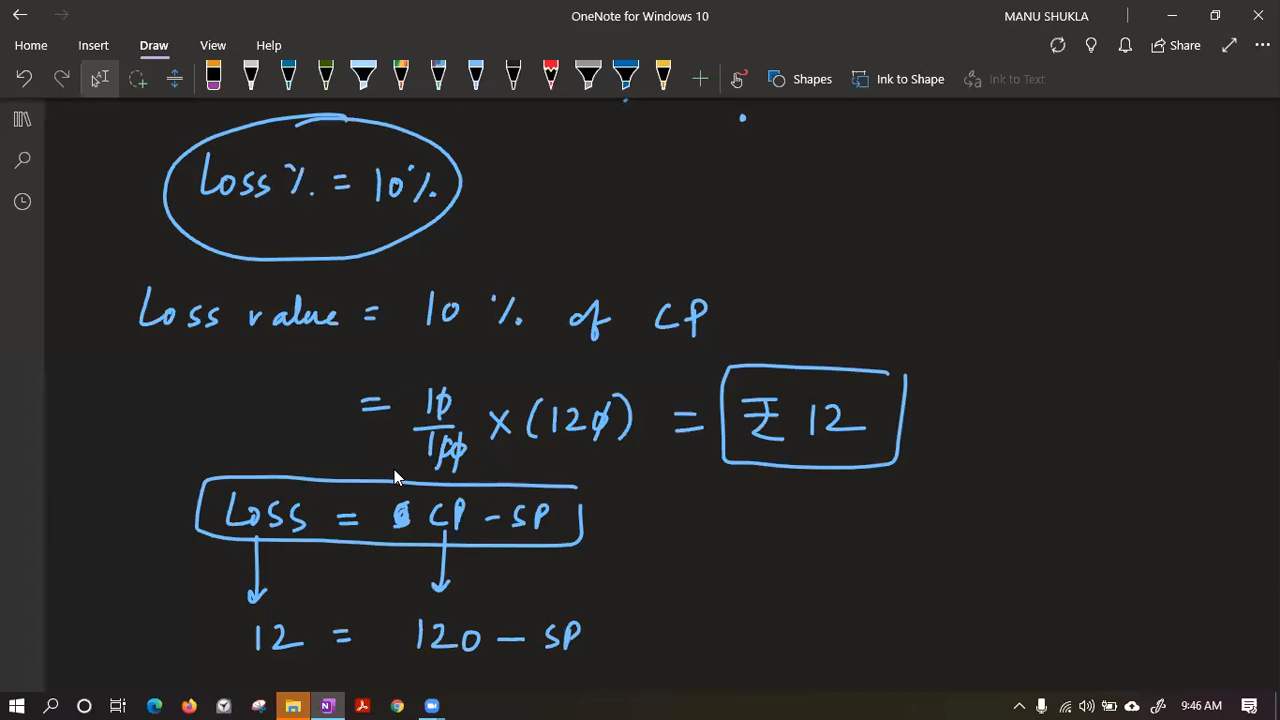 OneNote for Windows 10
MANU SHUKLA
Home Insert Draw View Help
Share
Shapes Ink to Shape Ink to Text
Loss % = 10%
Loss value = 10 % of CP
= 10/100 × (120) = ₹ 12
Loss = CP - SP
12 = 120 - SP
9:46 AM